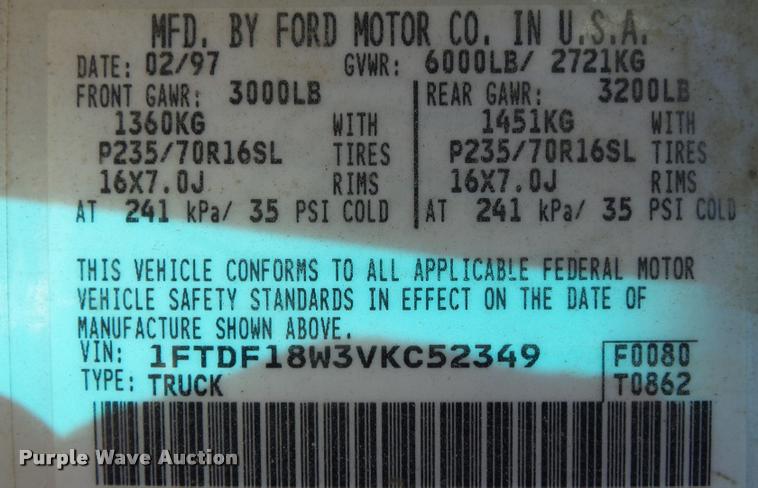 MFD. BY FORD MOTOR CO. IN U.S.A.
DATE: 02/97 GVWR: 6000LB/ 2721KG
FRONT GAWR: 3000LB REAR GAWR: 3200LB
1360KG WITH 1451KG WITH
P235/70R16SL TIRES P235/70R16SL TIRES
16X7.0J RIMS 16X7.0J RIMS
AT 241 kPa/ 35 PSI COLD AT 241 kPa/ 35 PSI COLD
THIS VEHICLE CONFORMS TO ALL APPLICABLE FEDERAL MOTOR
VEHICLE SAFETY STANDARDS IN EFFECT ON THE DATE OF
MANUFACTURE SHOWN ABOVE.
VIN: 1FTDF18W3VKC52349 F0080
TYPE: TRUCK T0862
Purple Wave Auction